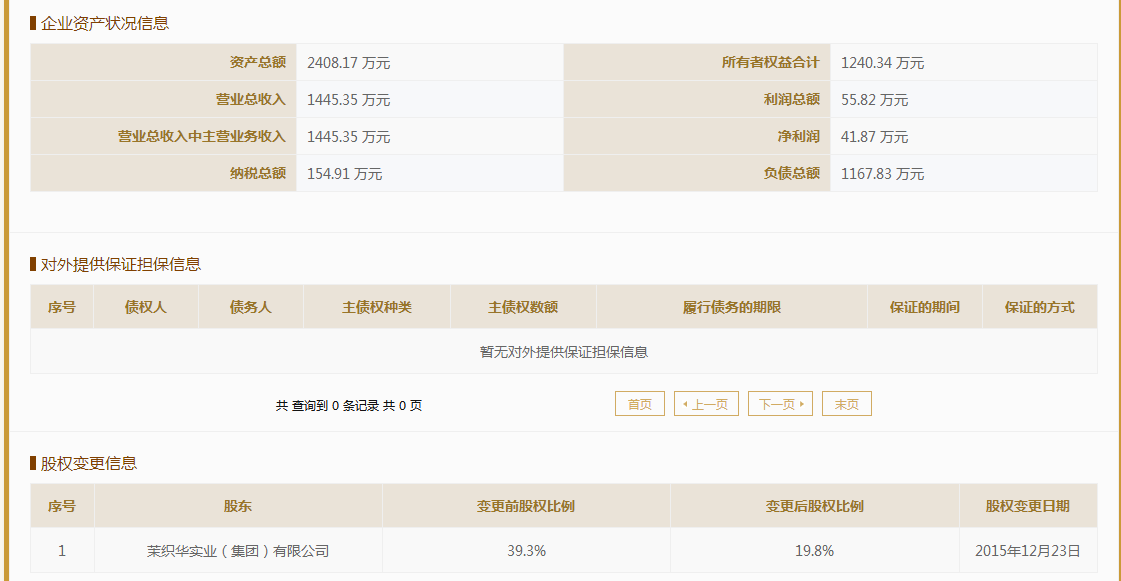 企业资产状况信息
资产总额 2408.17 万元 所有者权益合计 1240.34 万元
营业总收入 1445.35 万元 利润总额 55.82 万元
营业总收入中主营业务收入 1445.35 万元 净利润 41.87 万元
纳税总额 154.91 万元 负债总额 1167.83 万元
对外提供保证担保信息
序号 债权人 债务人 主债权种类 主债权数额 履行债务的期限 保证的期间 保证的方式
暂无对外提供保证担保信息
共 查询到 0 条记录 共 0 页 首页 上一页 下一页 末页
股权变更信息
序号 股东 变更前股权比例 变更后股权比例 股权变更日期
1 茉织华实业（集团）有限公司 39.3% 19.8% 2015年12月23日